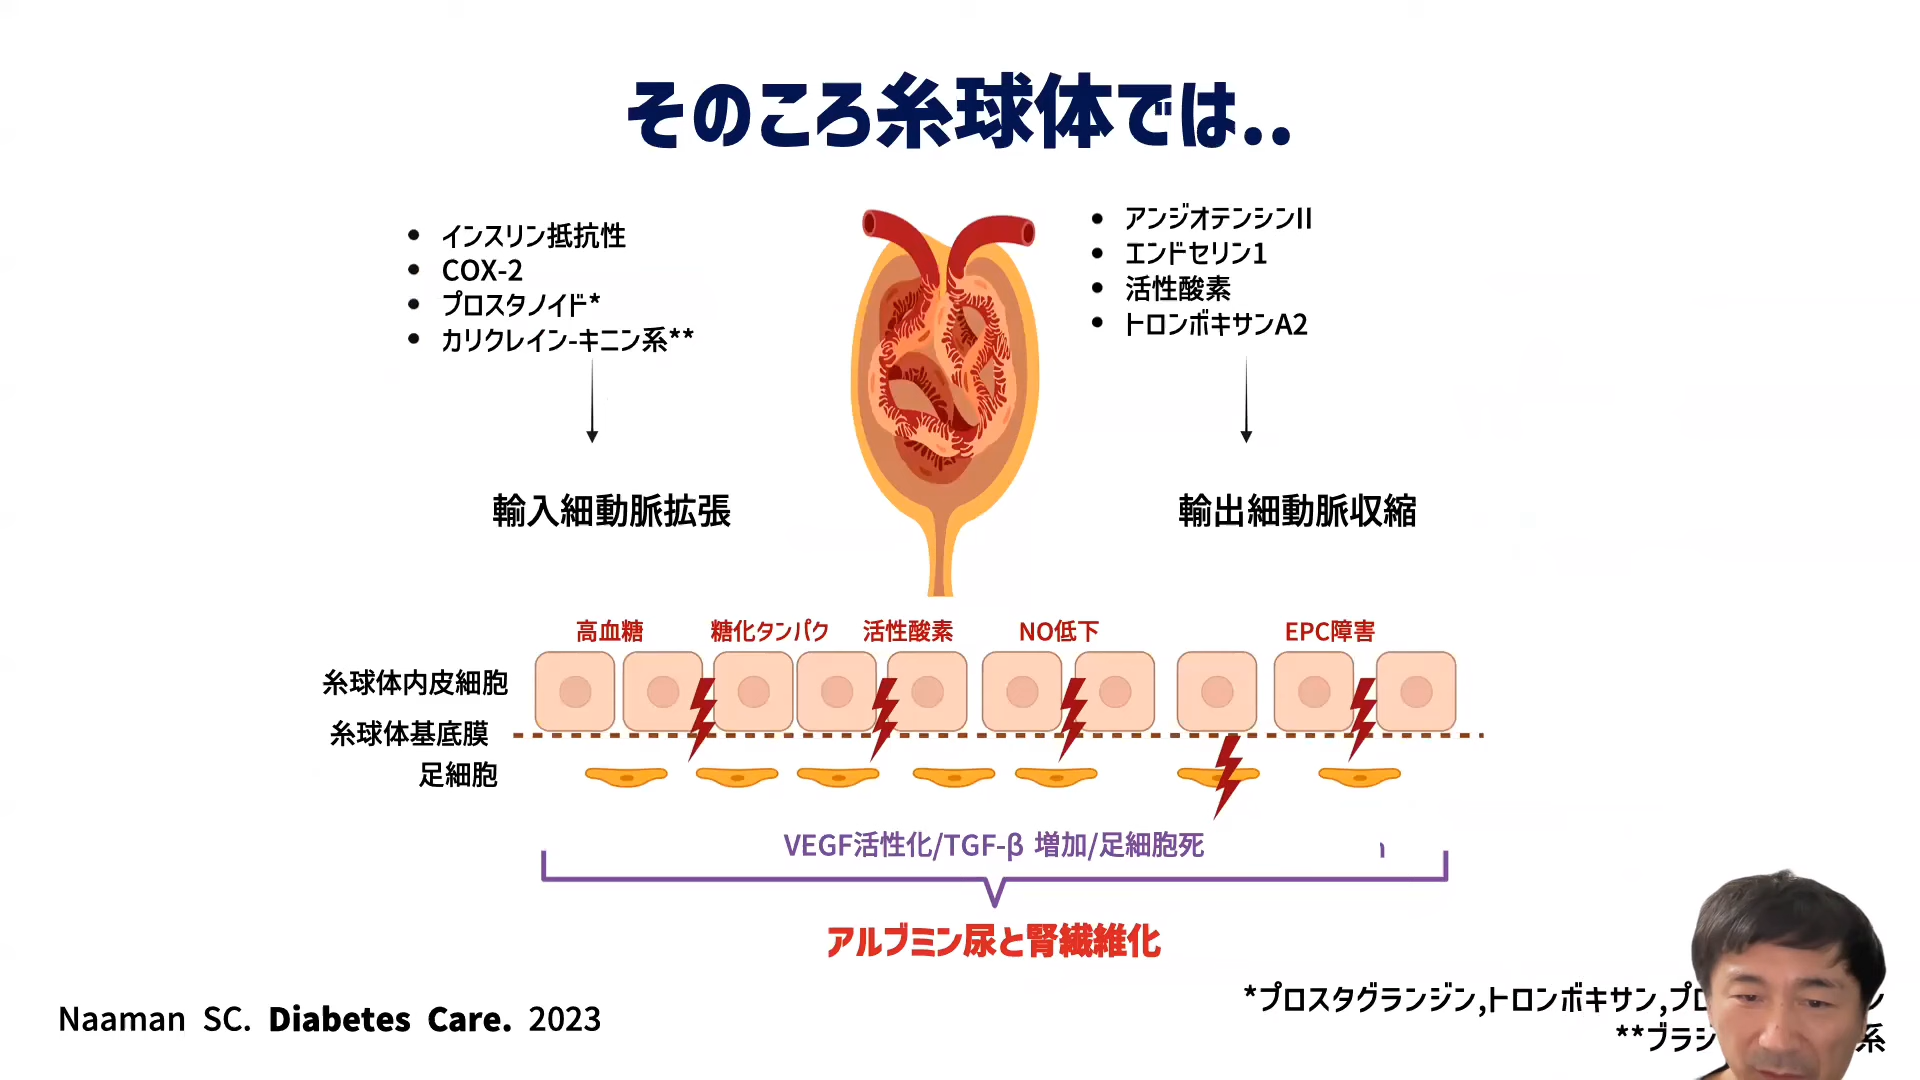 そのころ糸球体では..
インスリン抵抗性
COX-2
プロスタノイド*
カリクレイン-キニン系**
アンジオテンシンII
エンドセリン1
活性酸素
トロンボキサンA2
輸入細動脈拡張
輸出細動脈収縮
高血糖 糖化タンパク 活性酸素 NO低下 EPC障害
糸球体内皮細胞
糸球体基底膜
足細胞
VEGF活性化/TGF-β 増加/足細胞死
アルブミン尿と腎繊維化
*プロスタグランジン,トロンボキサン,
Naaman SC. Diabetes Care. 2023